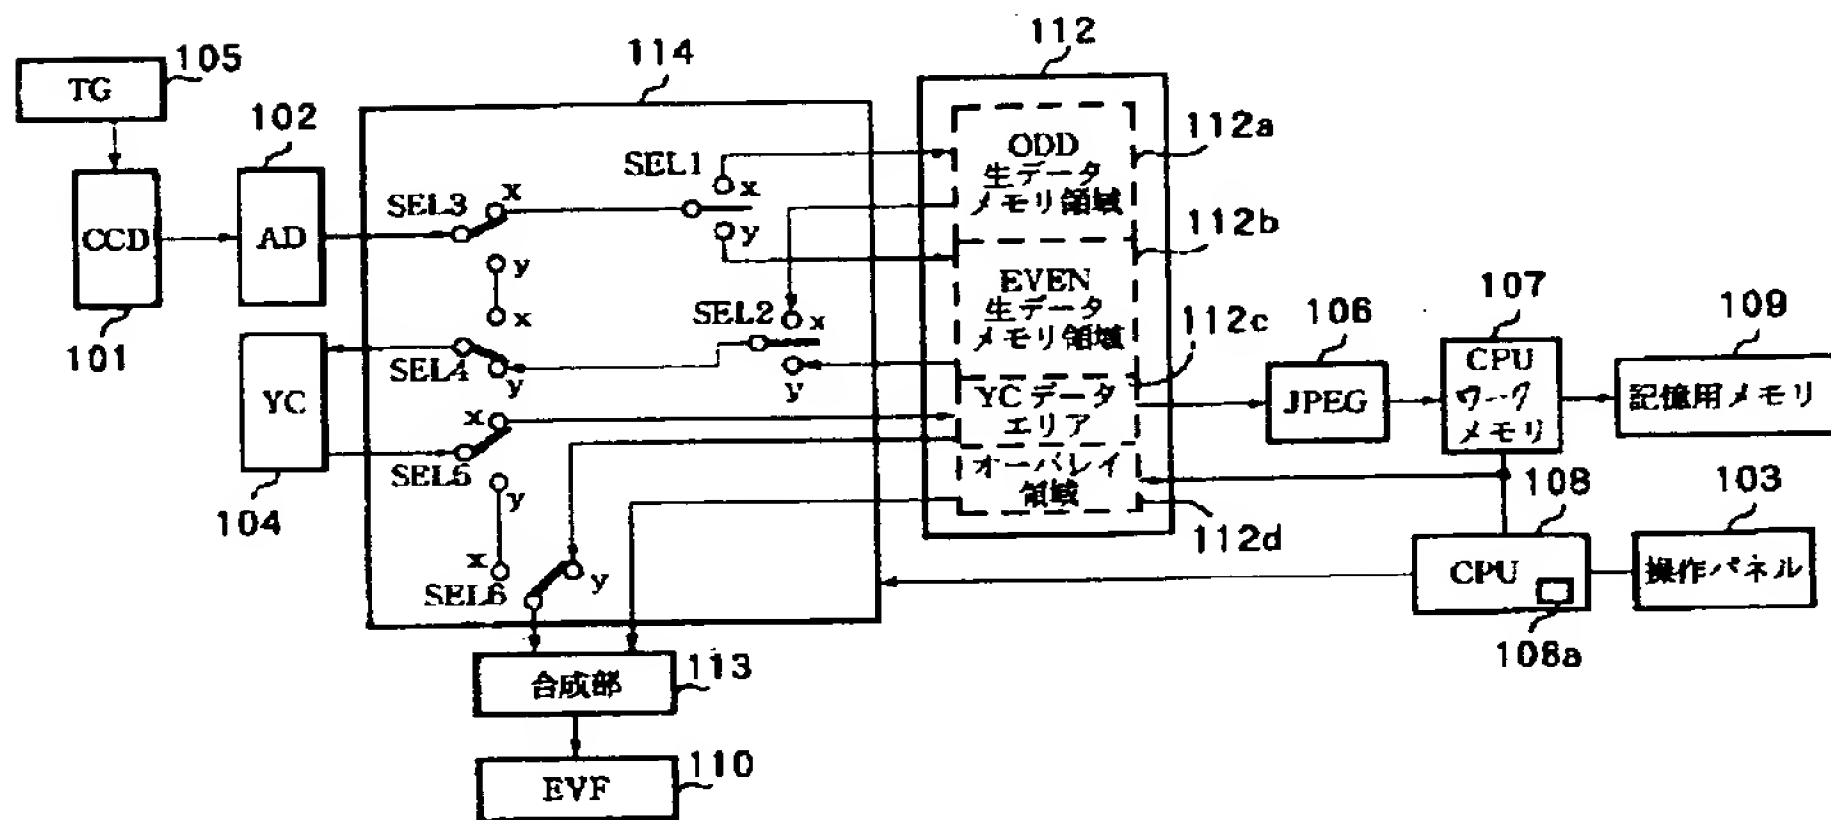 105
TG
114
112
102
112a
ODD
生データ
メモリ領域
SEL1
x
SEL3
x
CCD
AD
y
112b
y
EVEN
生データ
メモリ領域
107
x
SEL2
x
112c
106
109
101
SEL4
y
y
CPU
ワーク
メモリ
YC
x
YCデータ
エリア
JPEG
記憶用メモリ
SEL5
オーバレイ
領域
108
103
y
104
112d
x
y
CPU
操作パネル
SEL6
108a
113
合成部
110
EVF